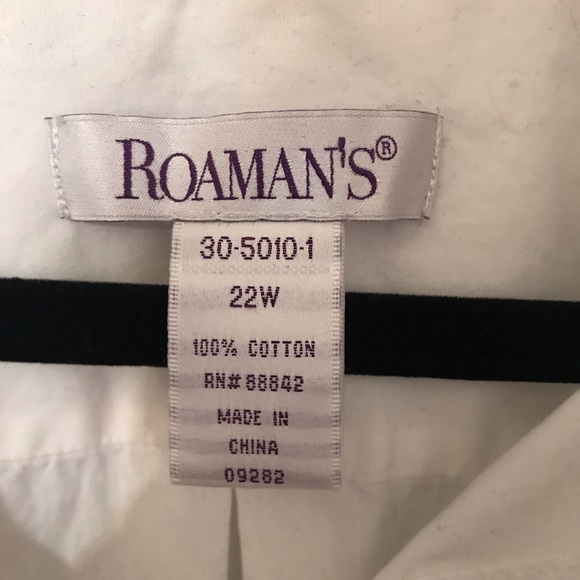 ROAMAN'S®
30-5010-1
22W
100% COTTON
RN# 88842
MADE IN
CHINA
09282